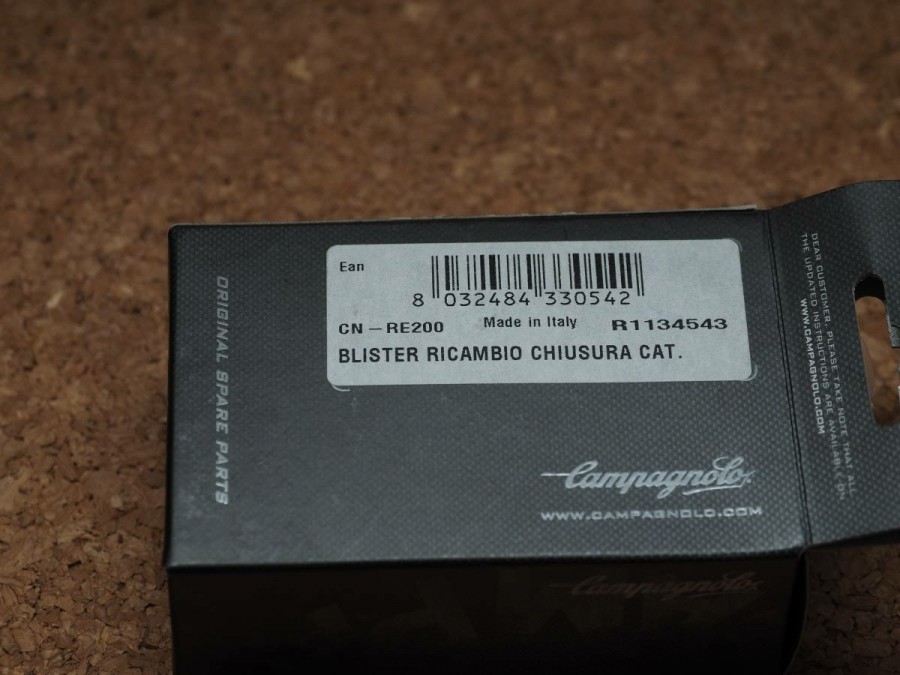 Ean
8 032484 330542
CN-RE200 Made in Italy R1134543
BLISTER RICAMBIO CHIUSURA CAT.
ORIGINAL SPARE PARTS
Campagnolo
WWW.CAMPAGNOLO.COM
DEAR CUSTOMER, PLEASE TAKE NOTE THAT ALL
THE UPDATED INSTRUCTIONS ARE AVAILABLE ON
WWW.CAMPAGNOLO.COM
Campagnolo